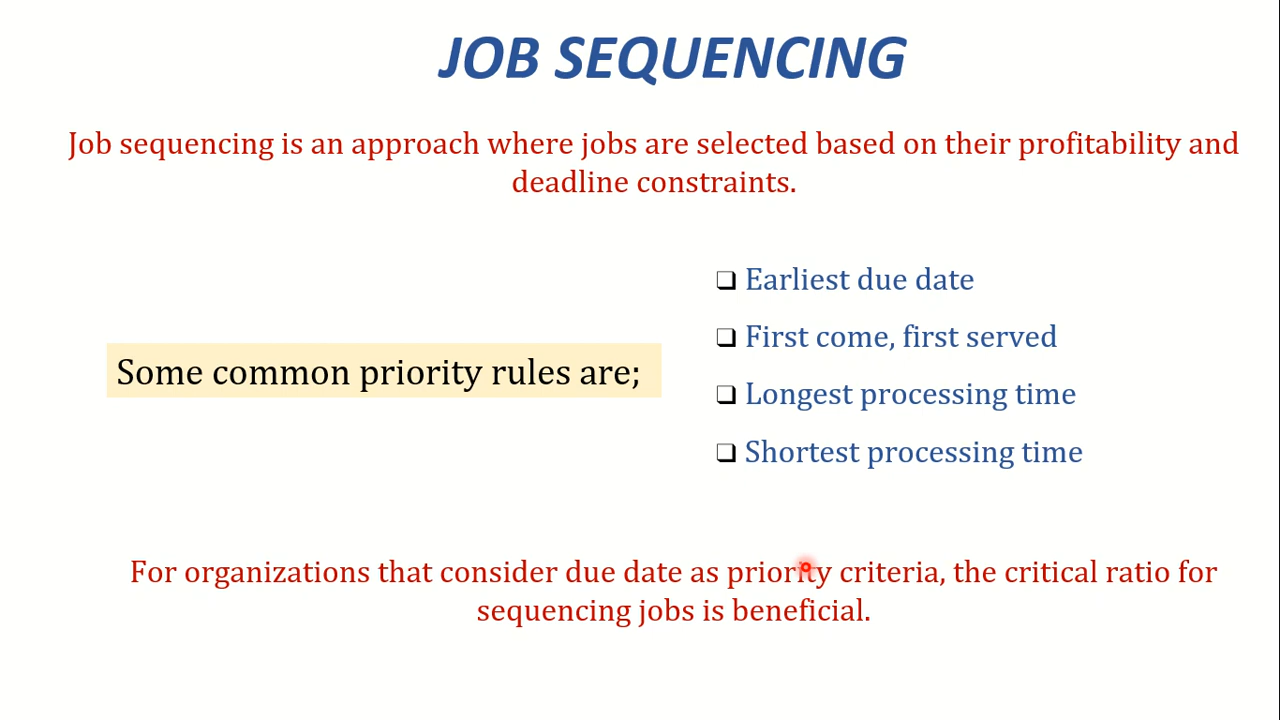 JOB SEQUENCING
Job sequencing is an approach where jobs are selected based on their profitability and
deadline constraints.
Some common priority rules are;
❑ Earliest due date
❑ First come, first served
❑ Longest processing time
❑ Shortest processing time
For organizations that consider due date as priority criteria, the critical ratio for
sequencing jobs is beneficial.